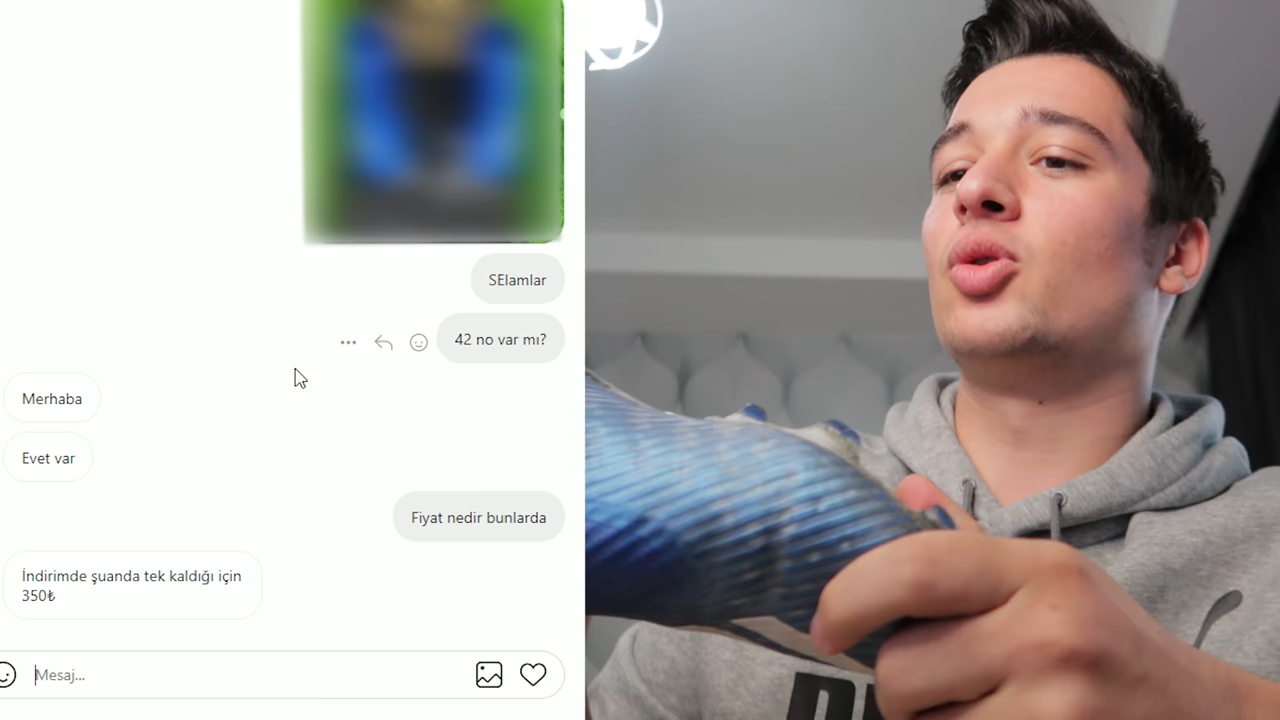 SElamlar
42 no var mı?
Merhaba
Evet var
Fiyat nedir bunlarda
İndirimde şuanda tek kaldığı için
350₺
Mesaj...